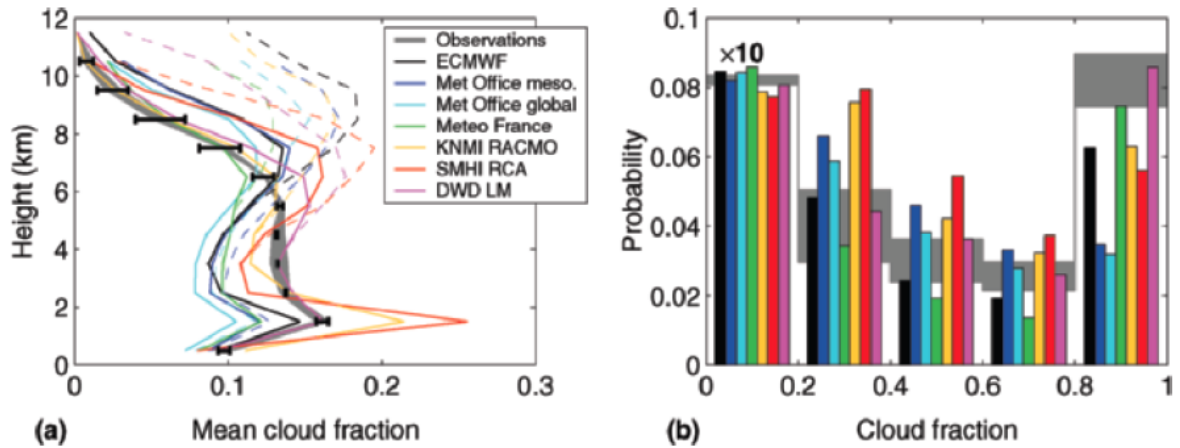 12
10
8
6
4
2
0
Height (km)
0
0.1
0.2
0.3
(a)
Mean cloud fraction
Observations
ECMWF
Met Office meso.
Met Office global
Meteo France
KNMI RACMO
SMHI RCA
DWD LM
0.1
0.08
0.06
0.04
0.02
0
Probability
×10
0
0.2
0.4
0.6
0.8
1
(b)
Cloud fraction